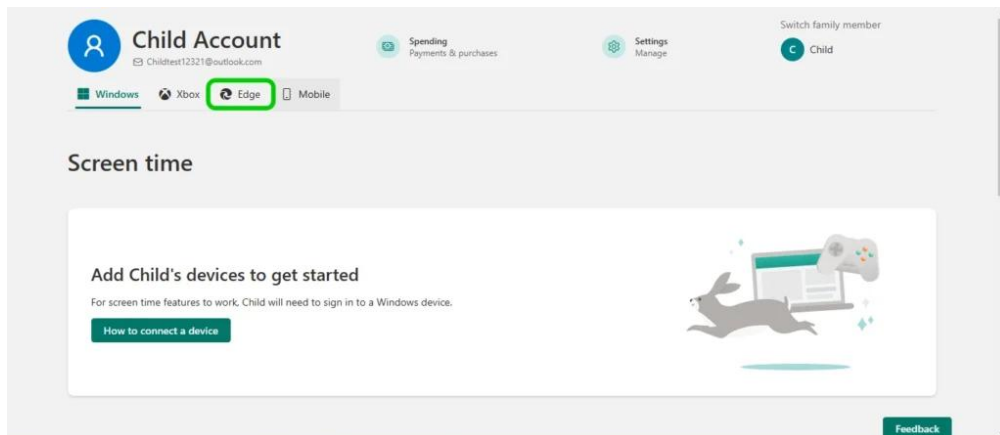 Child Account
Childtest12321@outlook.com
Spending
Payments & purchases
Settings
Manage
Switch family member
C Child
Windows Xbox Edge Mobile
Screen time
Add Child's devices to get started
For screen time features to work, Child will need to sign in to a Windows device.
How to connect a device
Feedback